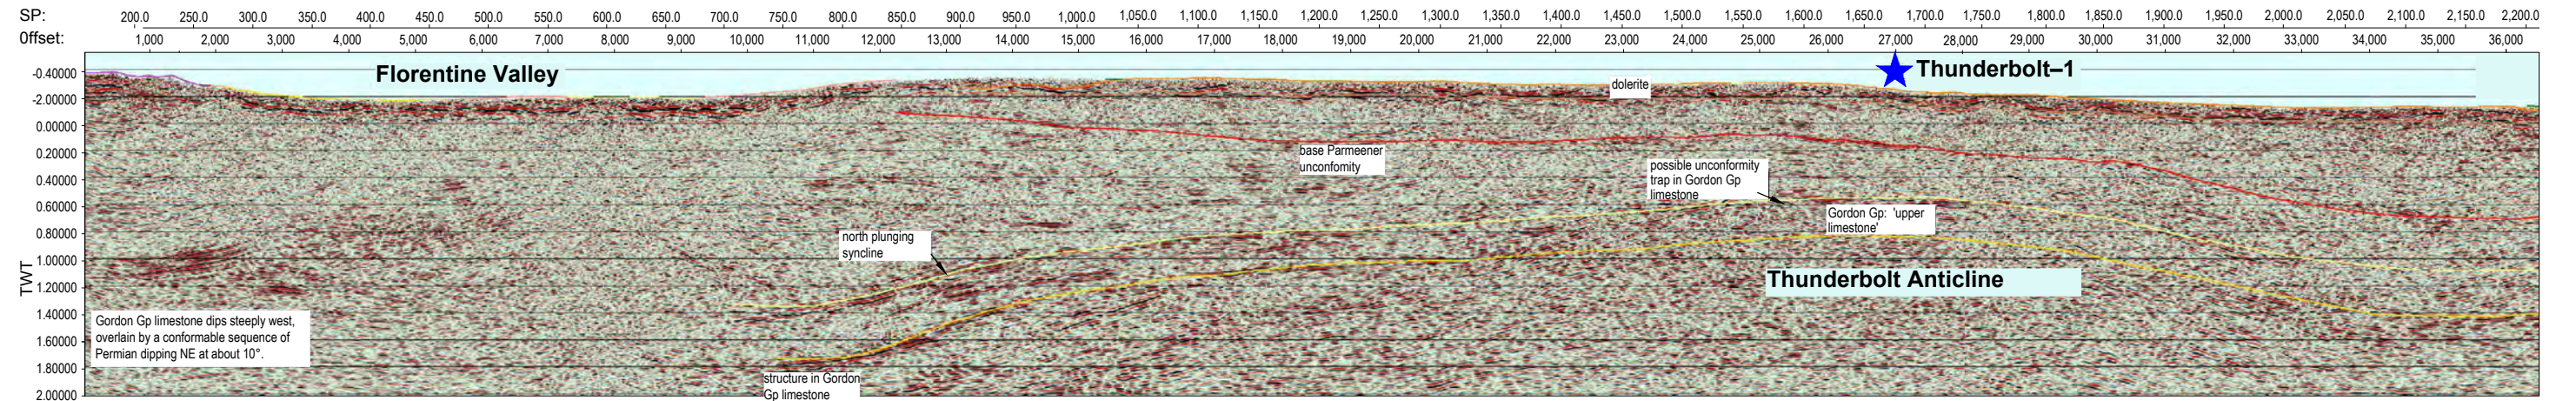 SP: 200.0 250.0 300.0 350.0 400.0 450.0 500.0 550.0 600.0 650.0 700.0 750.0 800.0 850.0 900.0 950.0 1,000.0 1,050.0 1,100.0 1,150.0 1,200.0 1,250.0 1,300.0 1,350.0 1,400.0 1,450.0 1,500.0 1,550.0 1,600.0 1,650.0 1,700.0 1,750.0 1,800.0 1,850.0 1,900.0 1,950.0 2,000.0 2,050.0 2,100.0 2,150.0 2,200.0
0ffset: 1,000 2,000 3,000 4,000 5,000 6,000 7,000 8,000 9,000 10,000 11,000 12,000 13,000 14,000 15,000 16,000 17,000 18,000 19,000 20,000 21,000 22,000 23,000 24,000 25,000 26,000 27,000 28,000 29,000 30,000 31,000 32,000 33,000 34,000 35,000 36,000
-0.40000
-2.00000
0.00000
0.20000
0.40000
0.60000
0.80000
1.00000
1.20000
1.40000
1.60000
1.80000
2.00000
TWT
Florentine Valley
Thunderbolt–1
dolerite
base Parmeener
unconfomity
possible unconformity
trap in Gordon Gp
limestone
Gordon Gp: 'upper
limestone'
north plunging
syncline
Thunderbolt Anticline
Gordon Gp limestone dips steeply west,
overlain by a conformable sequence of
Permian dipping NE at about 10°.
structure in Gordon
Gp limestone